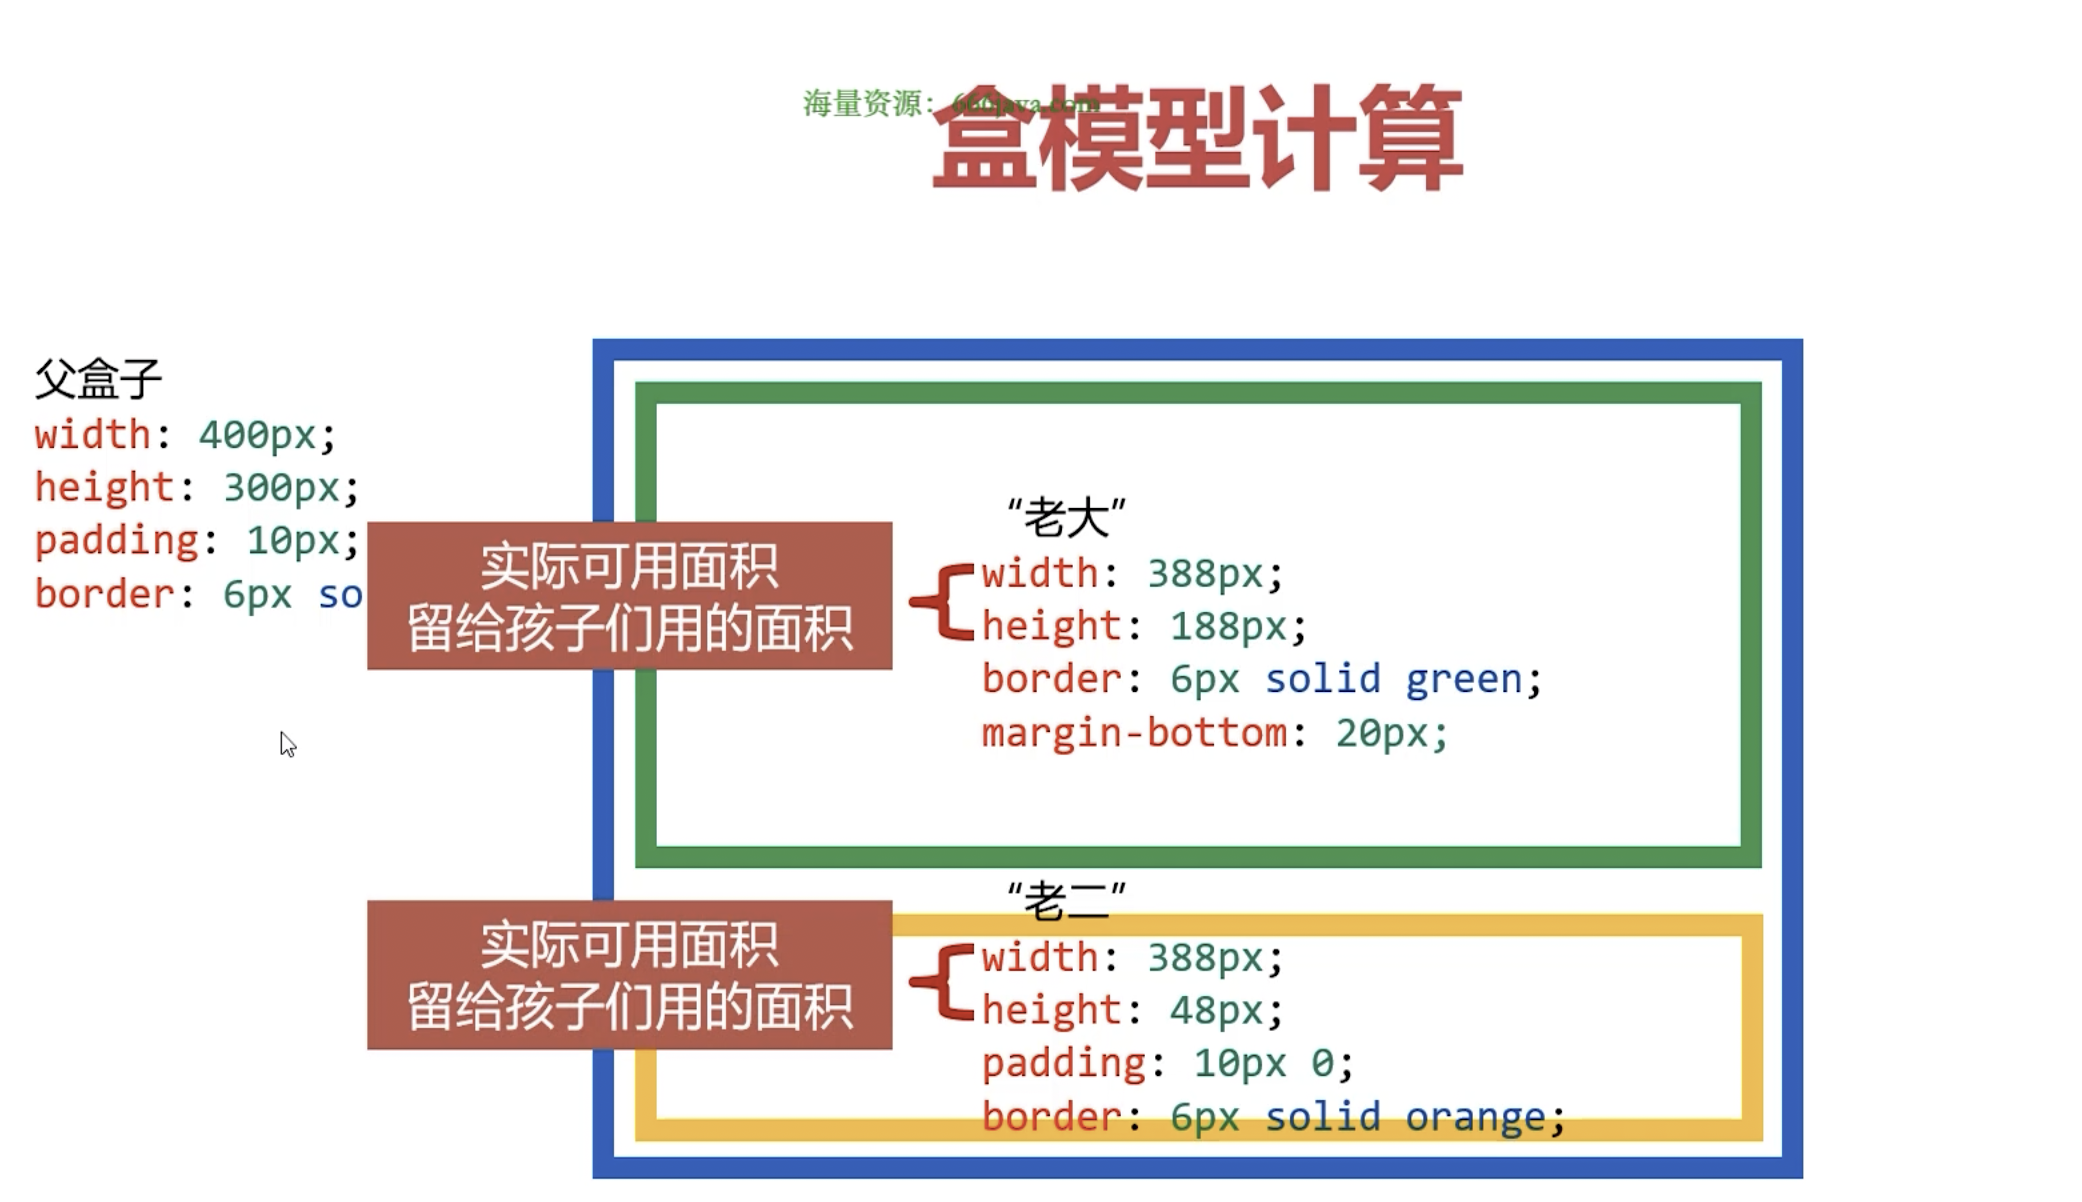 海量资源：666java.com
盒模型计算
父盒子
width: 400px;
height: 300px;
padding: 10px;
border: 6px so
实际可用面积
留给孩子们用的面积
“老大”
width: 388px;
height: 188px;
border: 6px solid green;
margin-bottom: 20px;
实际可用面积
留给孩子们用的面积
“老二”
width: 388px;
height: 48px;
padding: 10px 0;
border: 6px solid orange;